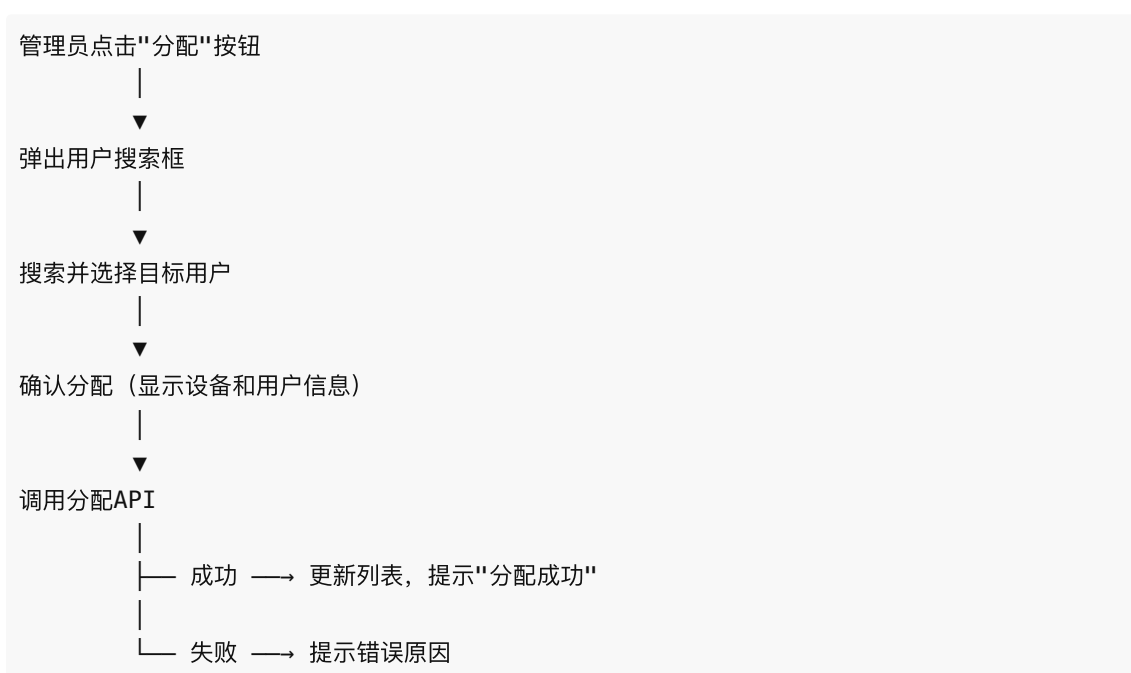 管理员点击"分配"按钮
│
▼
弹出用户搜索框
│
▼
搜索并选择目标用户
│
▼
确认分配（显示设备和用户信息）
│
▼
调用分配API
│
├── 成功 ──→ 更新列表，提示"分配成功"
│
└── 失败 ──→ 提示错误原因